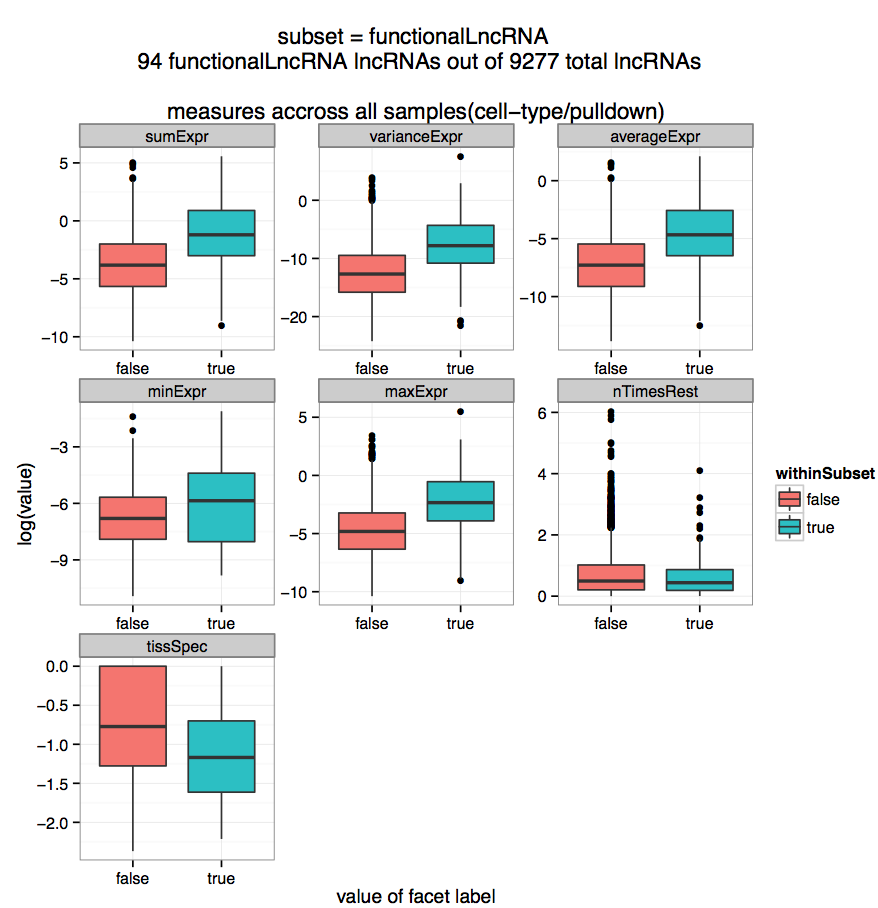 subset = functionalLncRNA
94 functionalLncRNA lncRNAs out of 9277 total lncRNAs
measures accross all samples(cell−type/pulldown)
sumExpr varianceExpr averageExpr
5
0
−5
−10
0
−10
−20
0
−5
−10
false true false true false true
minExpr maxExpr nTimesRest
−3
−6
−9
5
0
−5
−10
6
4
2
0
false true false true false true
tissSpec
0.0
−0.5
−1.0
−1.5
−2.0
false true
log(value)
value of facet label
withinSubset
false
true